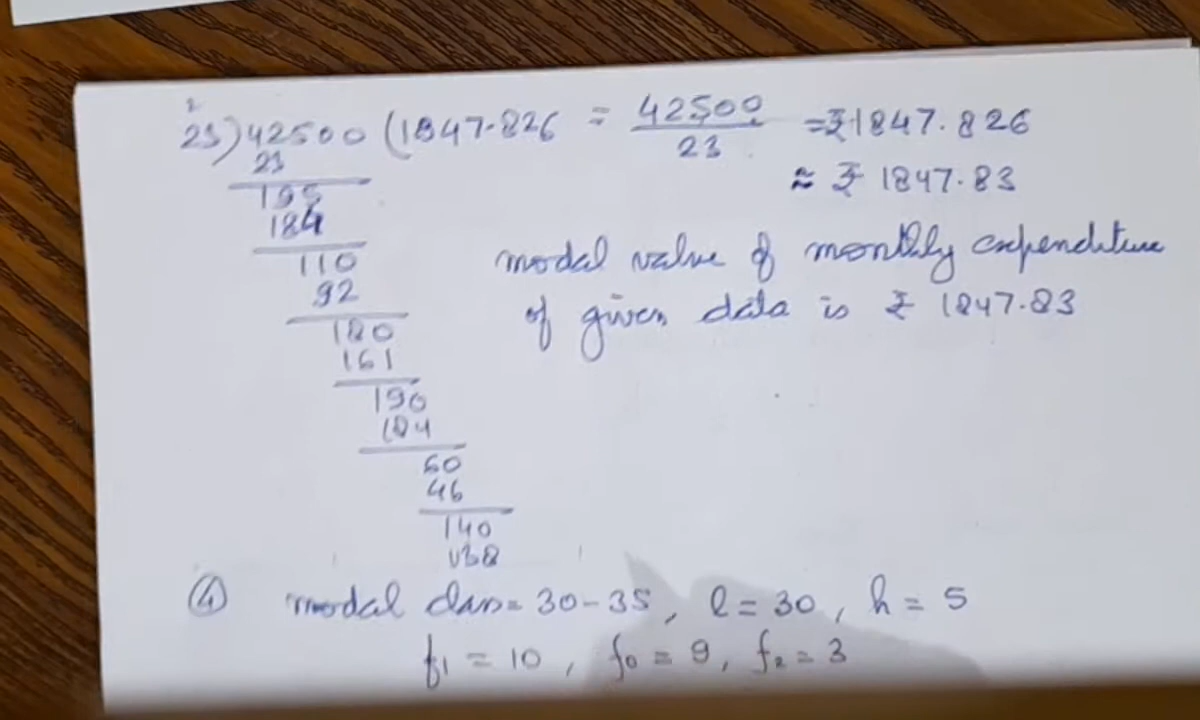 2
23)42500(1847.826 = 42500/23 = ₹1847.826
23
≈ ₹ 1847.83
195
184
110
92
modal value of monthly expenditure
of given data is ₹ 1847.83
180
161
190
184
60
46
140
138
④ modal class = 30-35, l = 30, h = 5
f₁ = 10, f₀ = 9, f₂ = 3